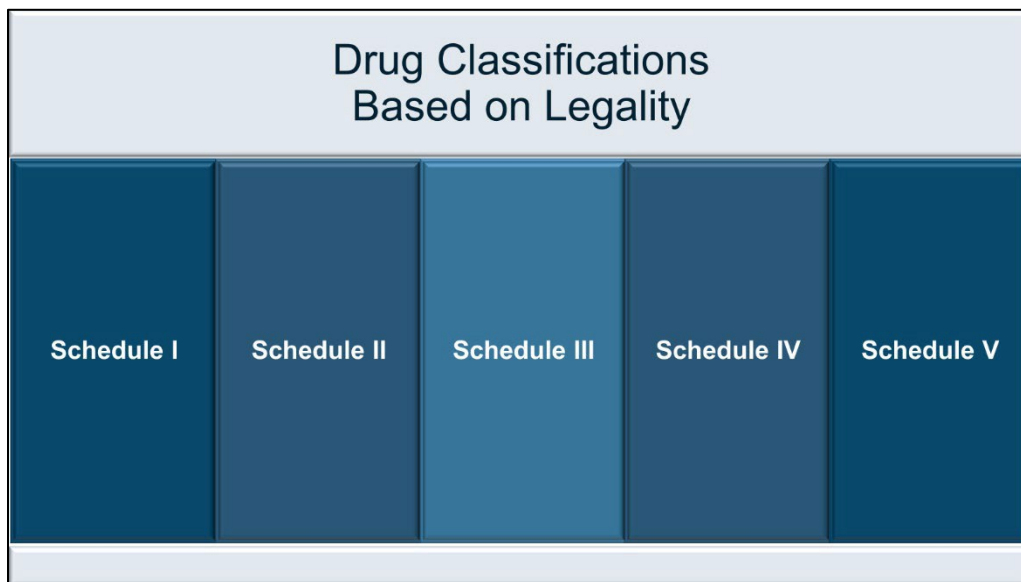 Drug Classifications
Based on Legality
Schedule I
Schedule II
Schedule III
Schedule IV
Schedule V